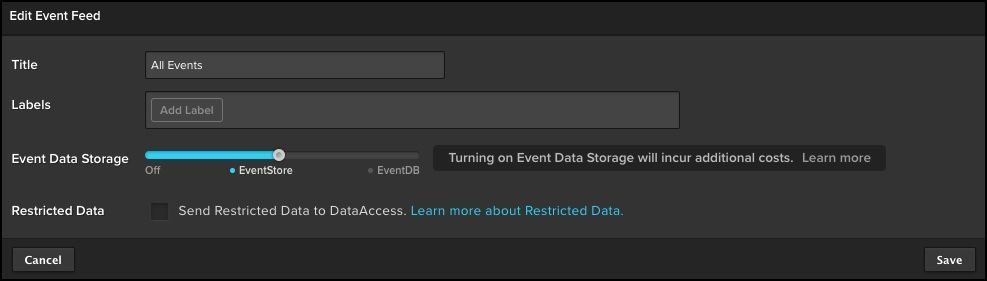 Edit Event Feed
Title
All Events
Labels
Add Label
Event Data Storage
Off
EventStore
EventDB
Turning on Event Data Storage will incur additional costs. Learn more
Restricted Data
Send Restricted Data to DataAccess. Learn more about Restricted Data.
Cancel
Save